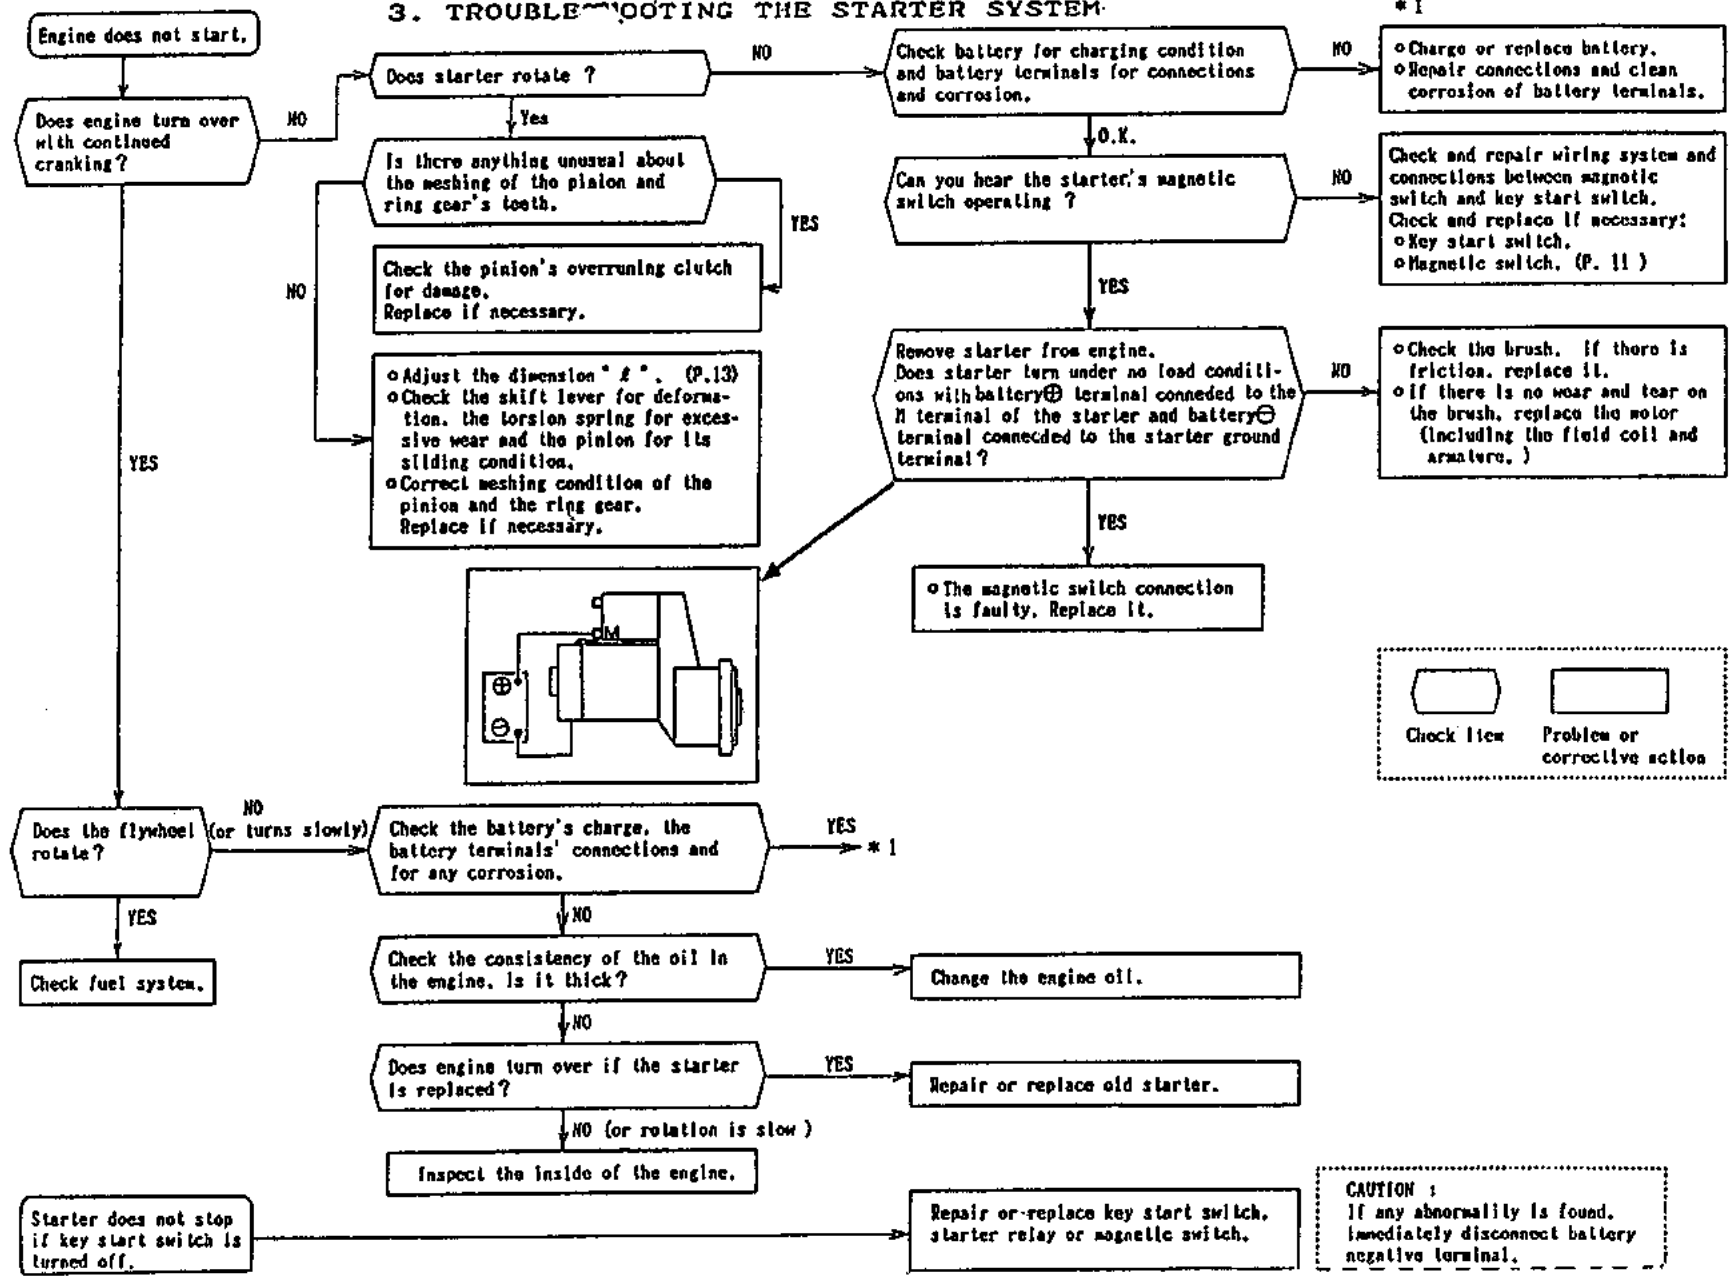 3. TROUBLESHOOTING THE STARTER SYSTEM
*1
Engine does not start.
Does engine turn over
with continued
cranking?
NO
Does starter rotate ?
NO
Yes
Is there anything unusual about
the meshing of the pinion and
ring gear's teeth.
YES
NO
Check the pinion's overruning clutch
for damage.
Replace if necessary.
o Adjust the dimension "ℓ". (P.13)
o Check the skift lever for deforma-
tion. the torsion spring for exces-
sive wear and the pinion for its
sliding condition.
o Correct meshing condition of the
pinion and the ring gear.
Replace if necessary.
Check battery for charging condition
and battery terminals for connections
and corrosion.
NO
o Charge or replace battery.
o Repair connections and clean
corrosion of battery terminals.
O.K.
Can you hear the starter's magnetic
switch operating ?
NO
Check and repair wiring system and
connections between magnetic
switch and key start switch.
Check and replace if necessary:
o Key start switch.
o Magnetic switch. (P. 11 )
YES
Remove starter from engine.
Does starter turn under no load conditi-
ons with battery⊕ terminal conneded to the
M terminal of the starter and battery⊖
terminal connecded to the starter ground
terminal?
NO
o Check the brush. If there is
friction. replace it.
o if there is no wear and tear on
the brush. replace the motor
(including the field coil and
armature. )
YES
o The magnetic switch connection
is faulty. Replace it.
M
⊕
⊖
Check item
Problem or
corrective action
YES
Does the flywheel
rotate?
NO
(or turns slowly)
Check the battery's charge. the
battery terminals' connections and
for any corrosion.
YES
* 1
YES
Check fuel system.
NO
Check the consistency of the oil in
the engine. Is it thick?
YES
Change the engine oil.
NO
Does engine turn over if the starter
is replaced?
YES
Repair or replace old starter.
NO (or rotation is slow )
Inspect the inside of the engine.
Starter does not stop
if key start switch is
turned off.
Repair or replace key start switch.
starter relay or magnetic switch.
CAUTION :
If any abnormality is found.
immediately disconnect battery
negative terminal.